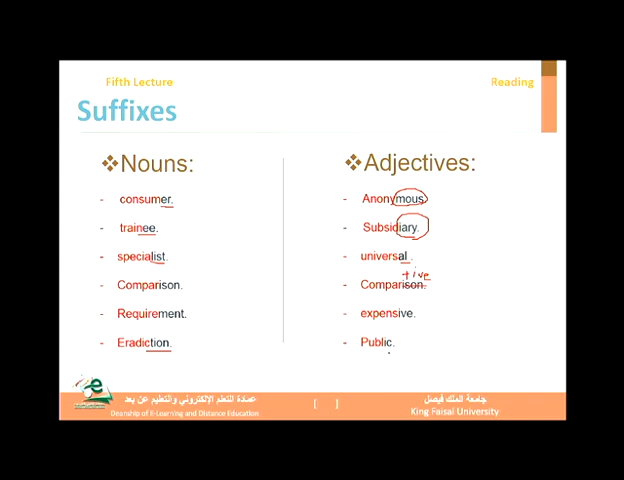 Fifth Lecture
Reading
Suffixes
❖Nouns:
- consumer.
- trainee.
- specialist.
- Comparison.
- Requirement.
- Eradiction.
❖Adjectives:
- Anonymous.
- Subsidiary.
- universal .
tive
- Comparison.
- expensive.
- Public.
عمادة التعلم الإلكتروني والتعليم عن بعد
Deanship of E-Learning and Distance Education
[ ]
جامعة الملك فيصل
King Faisal University